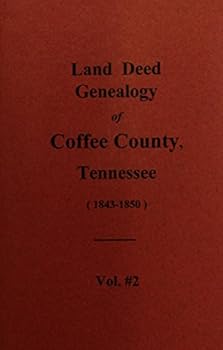 Land Deed
Genealogy
of
Coffee County,
Tennessee
( 1843-1850 )
Vol. #2